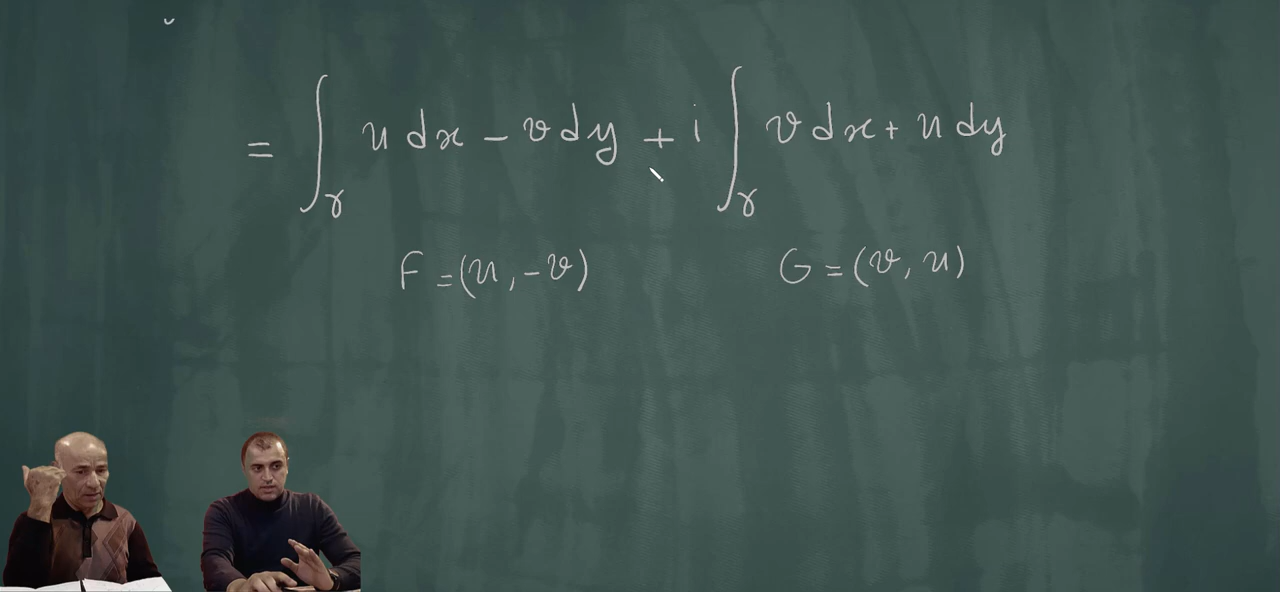 = ∫_γ u dx − v dy + i ∫_γ v dx + u dy
F = (u, −v) G = (v, u)